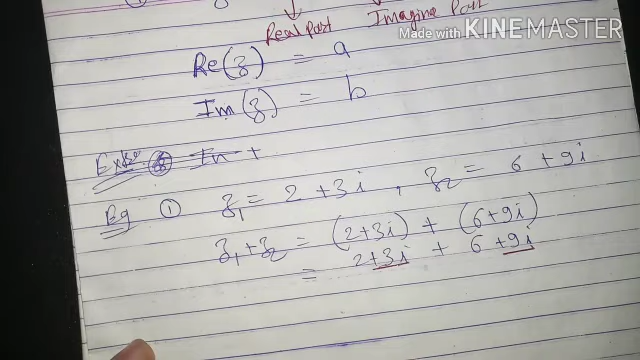 Real Part Imagine Part
Made with KINEMASTER
Re(z) = a
Im(z) = b
Eg ① z₁ = 2 + 3i , z₂ = 6 + 9i
z₁+z₂ = (2+3i) + (6+9i)
= 2+3i + 6 +9i